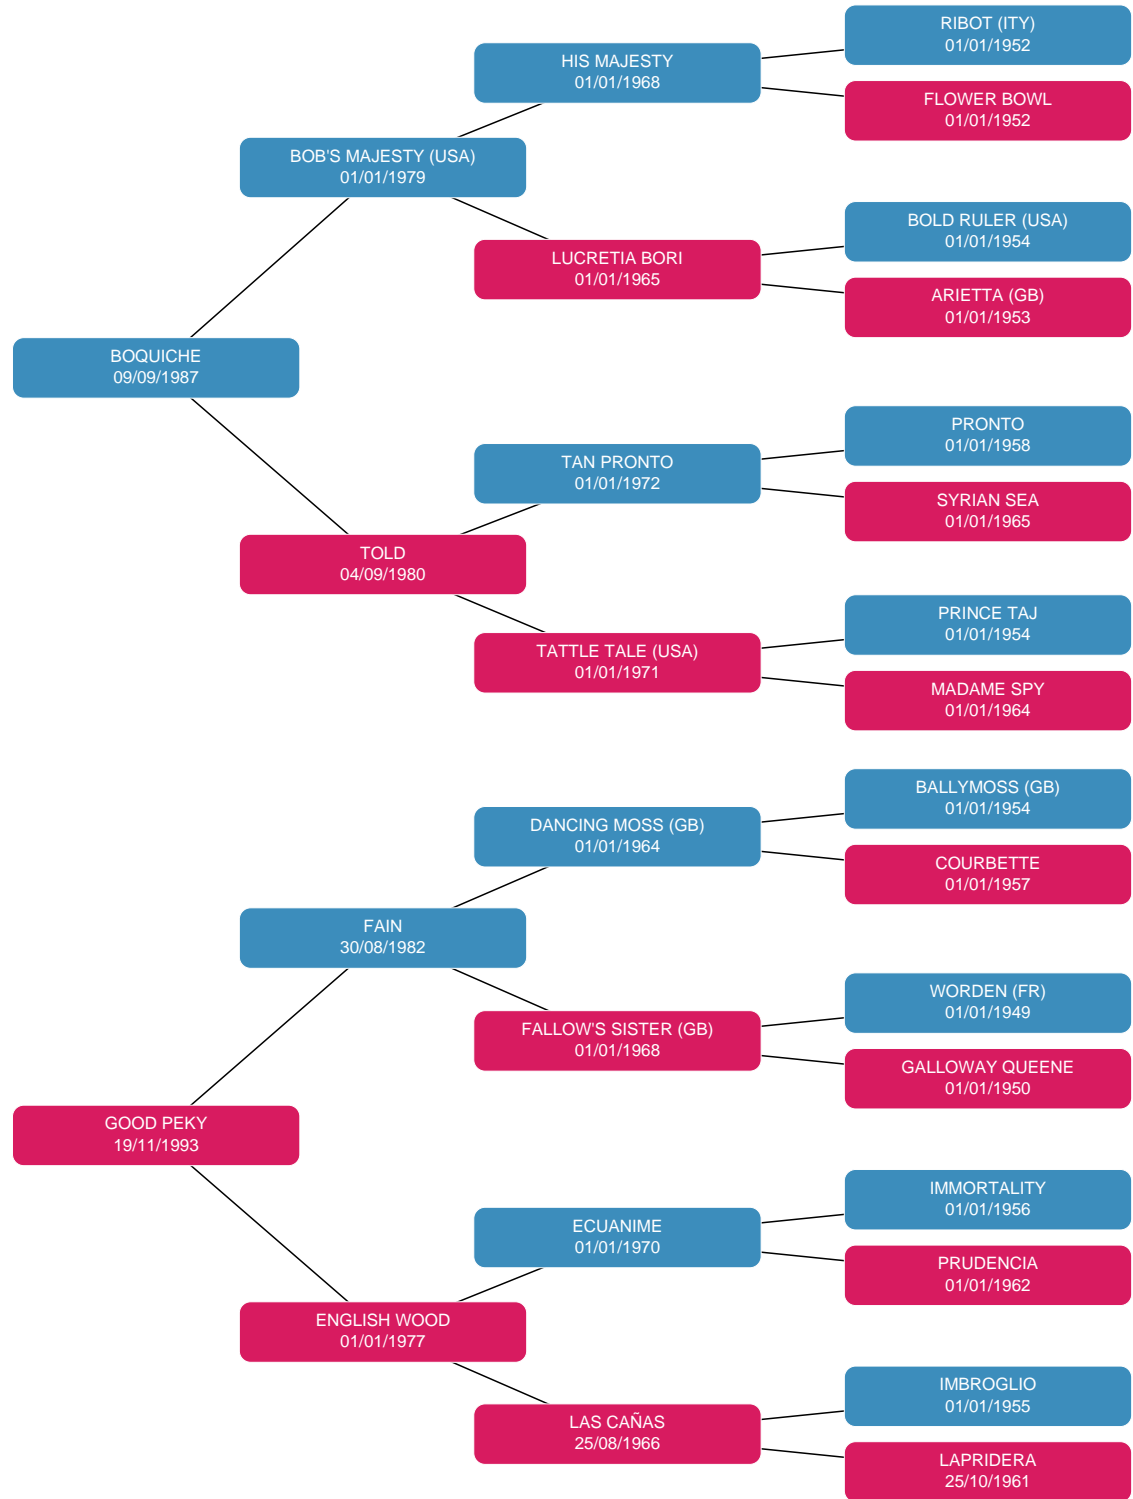 RIBOT (ITY)
01/01/1952
HIS MAJESTY
01/01/1968
FLOWER BOWL
01/01/1952
BOB'S MAJESTY (USA)
01/01/1979
BOLD RULER (USA)
01/01/1954
LUCRETIA BORI
01/01/1965
ARIETTA (GB)
01/01/1953
BOQUICHE
09/09/1987
PRONTO
01/01/1958
TAN PRONTO
01/01/1972
SYRIAN SEA
01/01/1965
TOLD
04/09/1980
PRINCE TAJ
01/01/1954
TATTLE TALE (USA)
01/01/1971
MADAME SPY
01/01/1964
BALLYMOSS (GB)
01/01/1954
DANCING MOSS (GB)
01/01/1964
COURBETTE
01/01/1957
FAIN
30/08/1982
WORDEN (FR)
01/01/1949
FALLOW'S SISTER (GB)
01/01/1968
GALLOWAY QUEENE
01/01/1950
GOOD PEKY
19/11/1993
IMMORTALITY
01/01/1956
ECUANIME
01/01/1970
PRUDENCIA
01/01/1962
ENGLISH WOOD
01/01/1977
IMBROGLIO
01/01/1955
LAS CAÑAS
25/08/1966
LAPRIDERA
25/10/1961